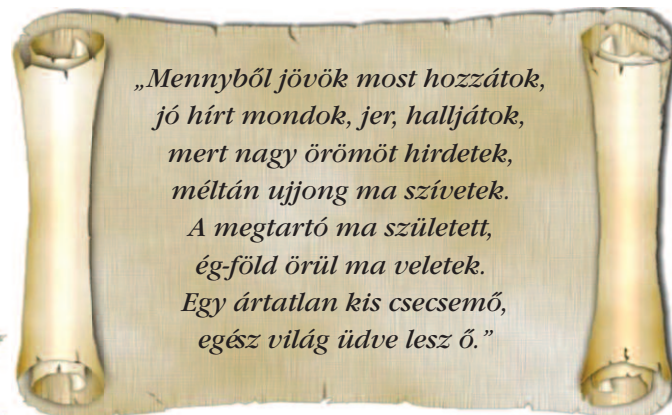 „Mennyből jövök most hozzátok,
jó hírt mondok, jer, halljátok,
mert nagy örömöt hirdetek,
méltán ujjong ma szívetek.
A megtartó ma született,
ég-föld örül ma veletek.
Egy ártatlan kis csecsemő,
egész világ üdve lesz ő.”